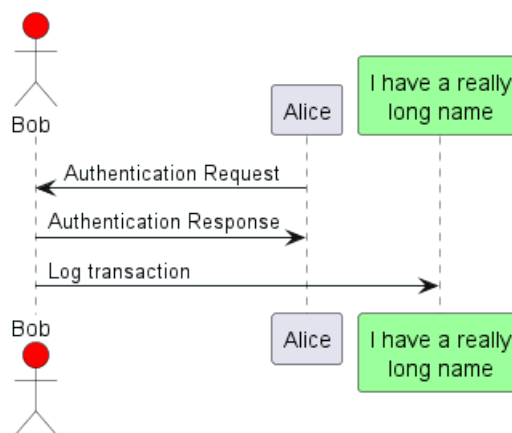 Bob
Alice
I have a really
long name
Authentication Request
Authentication Response
Log transaction
Bob
Alice
I have a really
long name